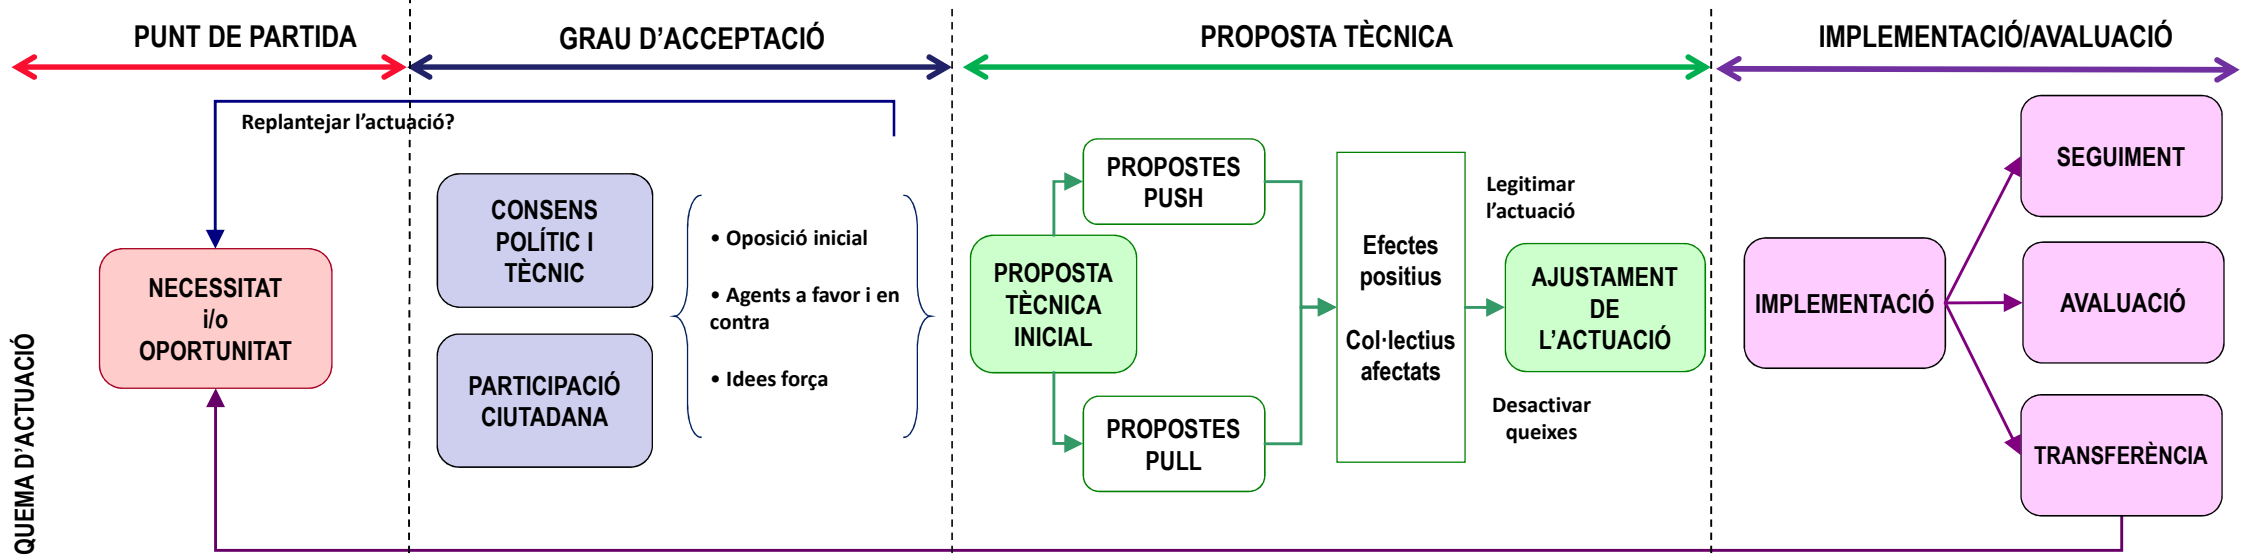 PUNT DE PARTIDA
GRAU D’ACCEPTACIÓ
PROPOSTA TÈCNICA
IMPLEMENTACIÓ/AVALUACIÓ
Replantejar l’actuació?
NECESSITAT
i/o
OPORTUNITAT
CONSENS
POLÍTIC I
TÈCNIC
PARTICIPACIÓ
CIUTADANA
• Oposició inicial
• Agents a favor i en
contra
• Idees força
PROPOSTA
TÈCNICA
INICIAL
PROPOSTES
PUSH
PROPOSTES
PULL
Efectes
positius
Col·lectius
afectats
Legitimar
l’actuació
AJUSTAMENT
DE
L’ACTUACIÓ
Desactivar
queixes
IMPLEMENTACIÓ
SEGUIMENT
AVALUACIÓ
TRANSFERÈNCIA
QUEMA D’ACTUACIÓ